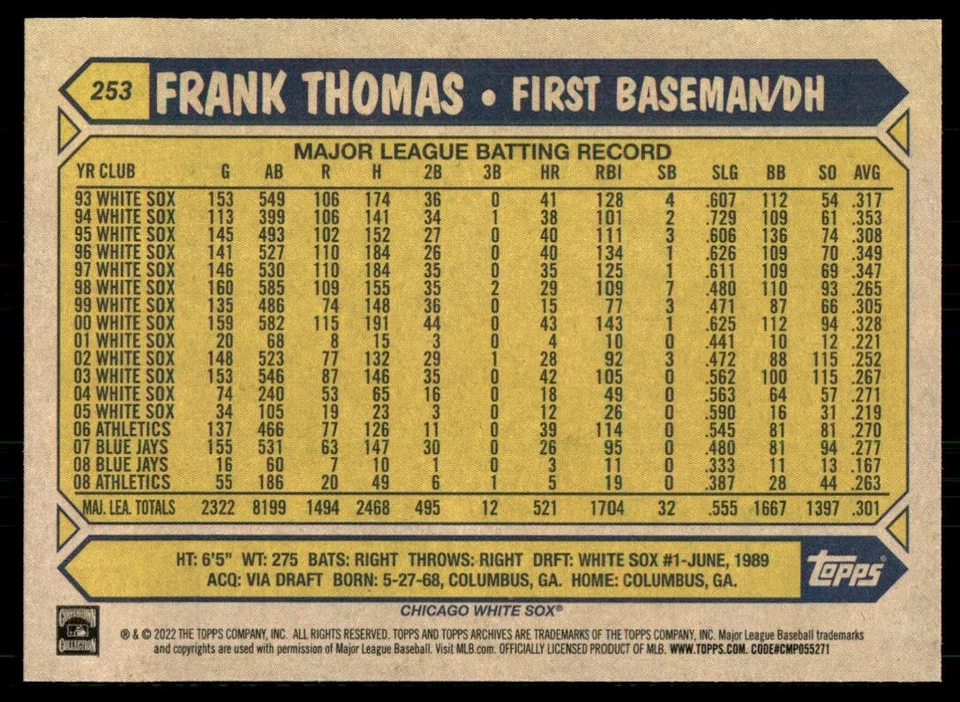 253 FRANK THOMAS • FIRST BASEMAN/DH
MAJOR LEAGUE BATTING RECORD
YR CLUB G AB R H 2B 3B HR RBI SB SLG BB SO AVG
93 WHITE SOX 153 549 106 174 36 0 41 128 4 .607 112 54 .317
94 WHITE SOX 113 399 106 141 34 1 38 101 2 .729 109 61 .353
95 WHITE SOX 145 493 102 152 27 0 40 111 3 .606 136 74 .308
96 WHITE SOX 141 527 110 184 26 0 40 134 1 .626 109 70 .349
97 WHITE SOX 146 530 110 184 35 0 35 125 1 .611 109 69 .347
98 WHITE SOX 160 585 109 155 35 2 29 109 7 .480 110 93 .265
99 WHITE SOX 135 486 74 148 36 0 15 77 3 .471 87 66 .305
00 WHITE SOX 159 582 115 191 44 0 43 143 1 .625 112 94 .328
01 WHITE SOX 20 68 8 15 3 0 4 10 0 .441 10 12 .221
02 WHITE SOX 148 523 77 132 29 1 28 92 3 .472 88 115 .252
03 WHITE SOX 153 546 87 146 35 0 42 105 0 .562 100 115 .267
04 WHITE SOX 74 240 53 65 16 0 18 49 0 .563 64 57 .271
05 WHITE SOX 34 105 19 23 3 0 12 26 0 .590 16 31 .219
06 ATHLETICS 137 466 77 126 11 0 39 114 0 .545 81 81 .270
07 BLUE JAYS 155 531 63 147 30 0 26 95 0 .480 81 94 .277
08 BLUE JAYS 16 60 7 10 1 0 3 11 0 .333 11 13 .167
08 ATHLETICS 55 186 20 49 6 1 5 19 0 .387 28 44 .263
MAJ. LEA. TOTALS 2322 8199 1494 2468 495 12 521 1704 32 .555 1667 1397 .301
HT: 6'5" WT: 275 BATS: RIGHT THROWS: RIGHT DRFT: WHITE SOX #1-JUNE, 1989
ACQ: VIA DRAFT BORN: 5-27-68, COLUMBUS, GA. HOME: COLUMBUS, GA.
Topps
CHICAGO WHITE SOX®
COOPERSTOWN
COLLECTION
® & © 2022 THE TOPPS COMPANY, INC. ALL RIGHTS RESERVED. TOPPS AND TOPPS ARCHIVES ARE TRADEMARKS OF THE TOPPS COMPANY, INC. Major League Baseball trademarks
and copyrights are used with permission of Major League Baseball. Visit MLB.com. OFFICIALLY LICENSED PRODUCT OF MLB. WWW.TOPPS.COM. CODE#CMP055271